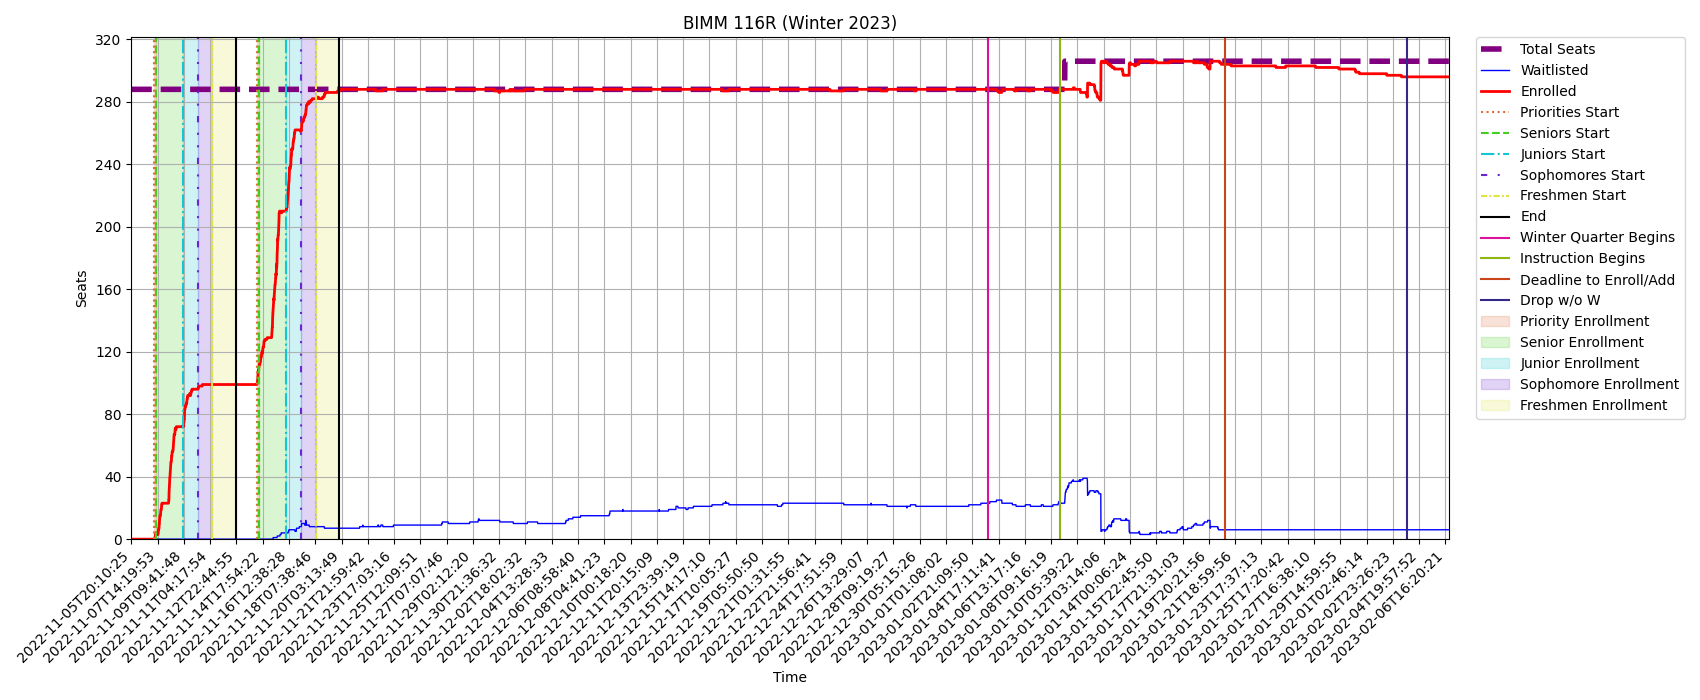 BIMM 116R (Winter 2023)
320
280
240
200
160
120
80
40
0
Seats
2022-11-05T20:10:25
2022-11-07T14:19:53
2022-11-09T09:41:48
2022-11-11T04:17:54
2022-11-12T22:44:55
2022-11-14T17:54:22
2022-11-16T12:38:28
2022-11-18T07:38:46
2022-11-20T03:13:49
2022-11-21T21:59:42
2022-11-23T17:03:16
2022-11-25T12:09:51
2022-11-27T07:07:46
2022-11-29T02:12:20
2022-11-30T21:36:32
2022-12-02T18:02:32
2022-12-04T13:28:33
2022-12-06T08:58:40
2022-12-08T04:41:23
2022-12-10T00:18:20
2022-12-11T20:15:09
2022-12-13T23:39:19
2022-12-15T14:17:10
2022-12-17T10:05:27
2022-12-19T05:50:50
2022-12-21T01:31:55
2022-12-22T21:56:41
2022-12-24T17:51:59
2022-12-26T13:29:07
2022-12-28T09:19:27
2022-12-30T05:15:26
2023-01-01T01:08:02
2023-01-02T21:09:50
2023-01-04T17:11:41
2023-01-06T13:17:16
2023-01-08T09:16:19
2023-01-10T05:39:22
2023-01-12T03:14:06
2023-01-14T00:06:24
2023-01-15T22:45:50
2023-01-17T21:31:03
2023-01-19T20:21:56
2023-01-21T18:59:56
2023-01-23T17:37:13
2023-01-25T17:20:42
2023-01-27T16:38:10
2023-01-29T14:59:55
2023-02-01T02:46:14
2023-02-02T23:26:23
2023-02-04T19:57:52
2023-02-06T16:20:21
Time
Total Seats
Waitlisted
Enrolled
Priorities Start
Seniors Start
Juniors Start
Sophomores Start
Freshmen Start
End
Winter Quarter Begins
Instruction Begins
Deadline to Enroll/Add
Drop w/o W
Priority Enrollment
Senior Enrollment
Junior Enrollment
Sophomore Enrollment
Freshmen Enrollment